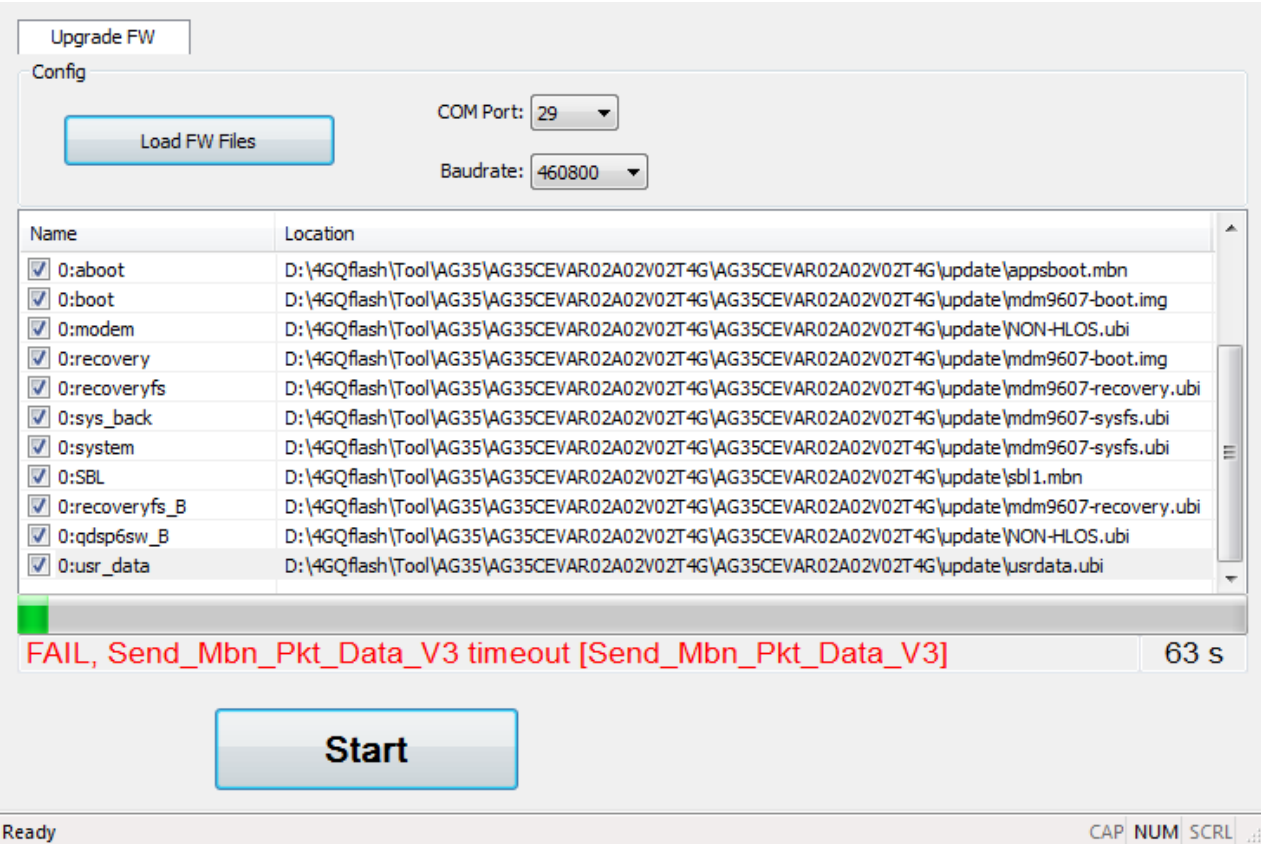 Upgrade FW
Config
Load FW Files
COM Port: 29
Baudrate: 460800
Name Location
0:aboot D:\4GQflash\Tool\AG35\AG35CEVAR02A02V02T4G\AG35CEVAR02A02V02T4G\update\appsboot.mbn
0:boot D:\4GQflash\Tool\AG35\AG35CEVAR02A02V02T4G\AG35CEVAR02A02V02T4G\update\mdm9607-boot.img
0:modem D:\4GQflash\Tool\AG35\AG35CEVAR02A02V02T4G\AG35CEVAR02A02V02T4G\update\NON-HLOS.ubi
0:recovery D:\4GQflash\Tool\AG35\AG35CEVAR02A02V02T4G\AG35CEVAR02A02V02T4G\update\mdm9607-boot.img
0:recoveryfs D:\4GQflash\Tool\AG35\AG35CEVAR02A02V02T4G\AG35CEVAR02A02V02T4G\update\mdm9607-recovery.ubi
0:sys_back D:\4GQflash\Tool\AG35\AG35CEVAR02A02V02T4G\AG35CEVAR02A02V02T4G\update\mdm9607-sysfs.ubi
0:system D:\4GQflash\Tool\AG35\AG35CEVAR02A02V02T4G\AG35CEVAR02A02V02T4G\update\mdm9607-sysfs.ubi
0:SBL D:\4GQflash\Tool\AG35\AG35CEVAR02A02V02T4G\AG35CEVAR02A02V02T4G\update\sbl1.mbn
0:recoveryfs_B D:\4GQflash\Tool\AG35\AG35CEVAR02A02V02T4G\AG35CEVAR02A02V02T4G\update\mdm9607-recovery.ubi
0:qdsp6sw_B D:\4GQflash\Tool\AG35\AG35CEVAR02A02V02T4G\AG35CEVAR02A02V02T4G\update\NON-HLOS.ubi
0:usr_data D:\4GQflash\Tool\AG35\AG35CEVAR02A02V02T4G\AG35CEVAR02A02V02T4G\update\usrdata.ubi
FAIL, Send_Mbn_Pkt_Data_V3 timeout [Send_Mbn_Pkt_Data_V3] 63 s
Start
Ready CAP NUM SCRL